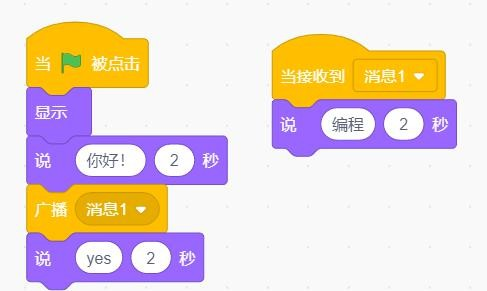 当 被点击
显示
说 你好! 2 秒
广播 消息1
说 yes 2 秒
当接收到 消息1
说 编程 2 秒